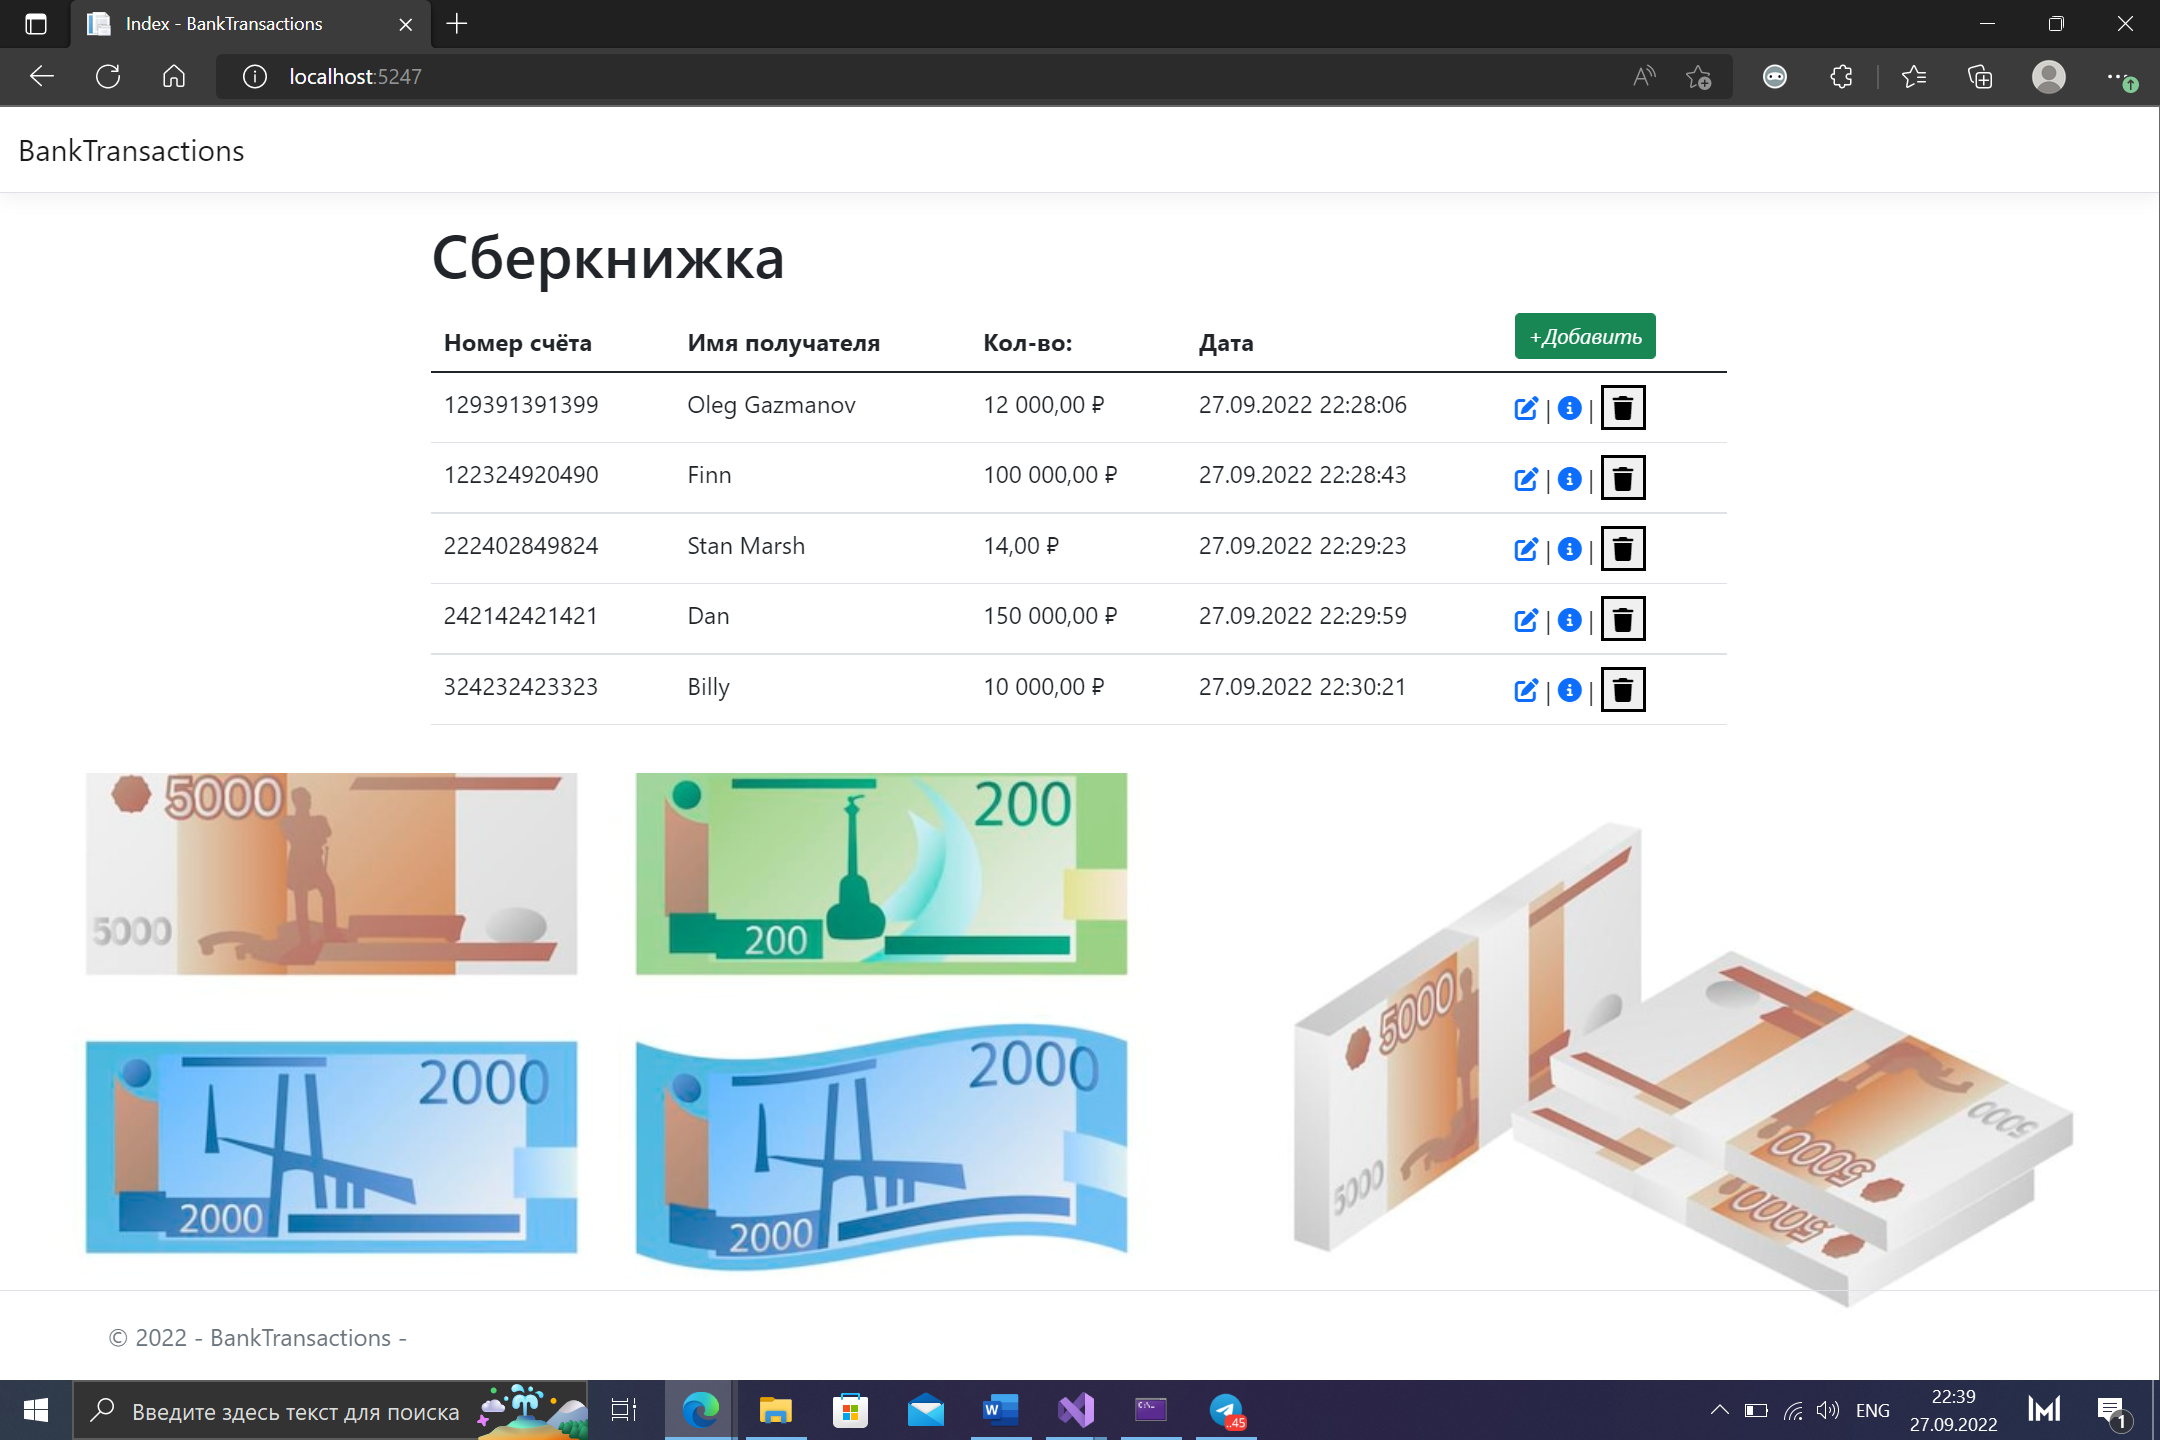 Index - BankTransactions
localhost:5247
BankTransactions
Сберкнижка
Номер счёта Имя получателя Кол-во: Дата +Добавить
129391391399 Oleg Gazmanov 12 000,00 ₽ 27.09.2022 22:28:06 | |
122324920490 Finn 100 000,00 ₽ 27.09.2022 22:28:43 | |
222402849824 Stan Marsh 14,00 ₽ 27.09.2022 22:29:23 | |
242142421421 Dan 150 000,00 ₽ 27.09.2022 22:29:59 | |
324232423323 Billy 10 000,00 ₽ 27.09.2022 22:30:21 | |
5000
5000
200
200
2000
2000
2000
2000
5000
5000
5000
5000
5000
© 2022 - BankTransactions -
Введите здесь текст для поиска
..45
ENG
22:39
27.09.2022
1